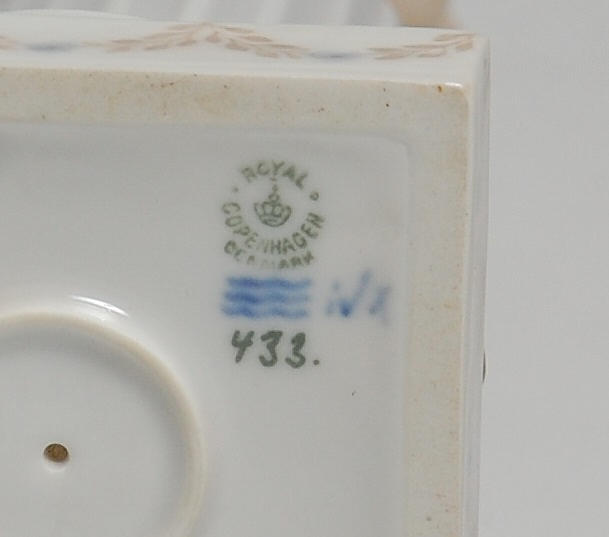 ROYAL
COPENHAGEN
DENMARK
433.